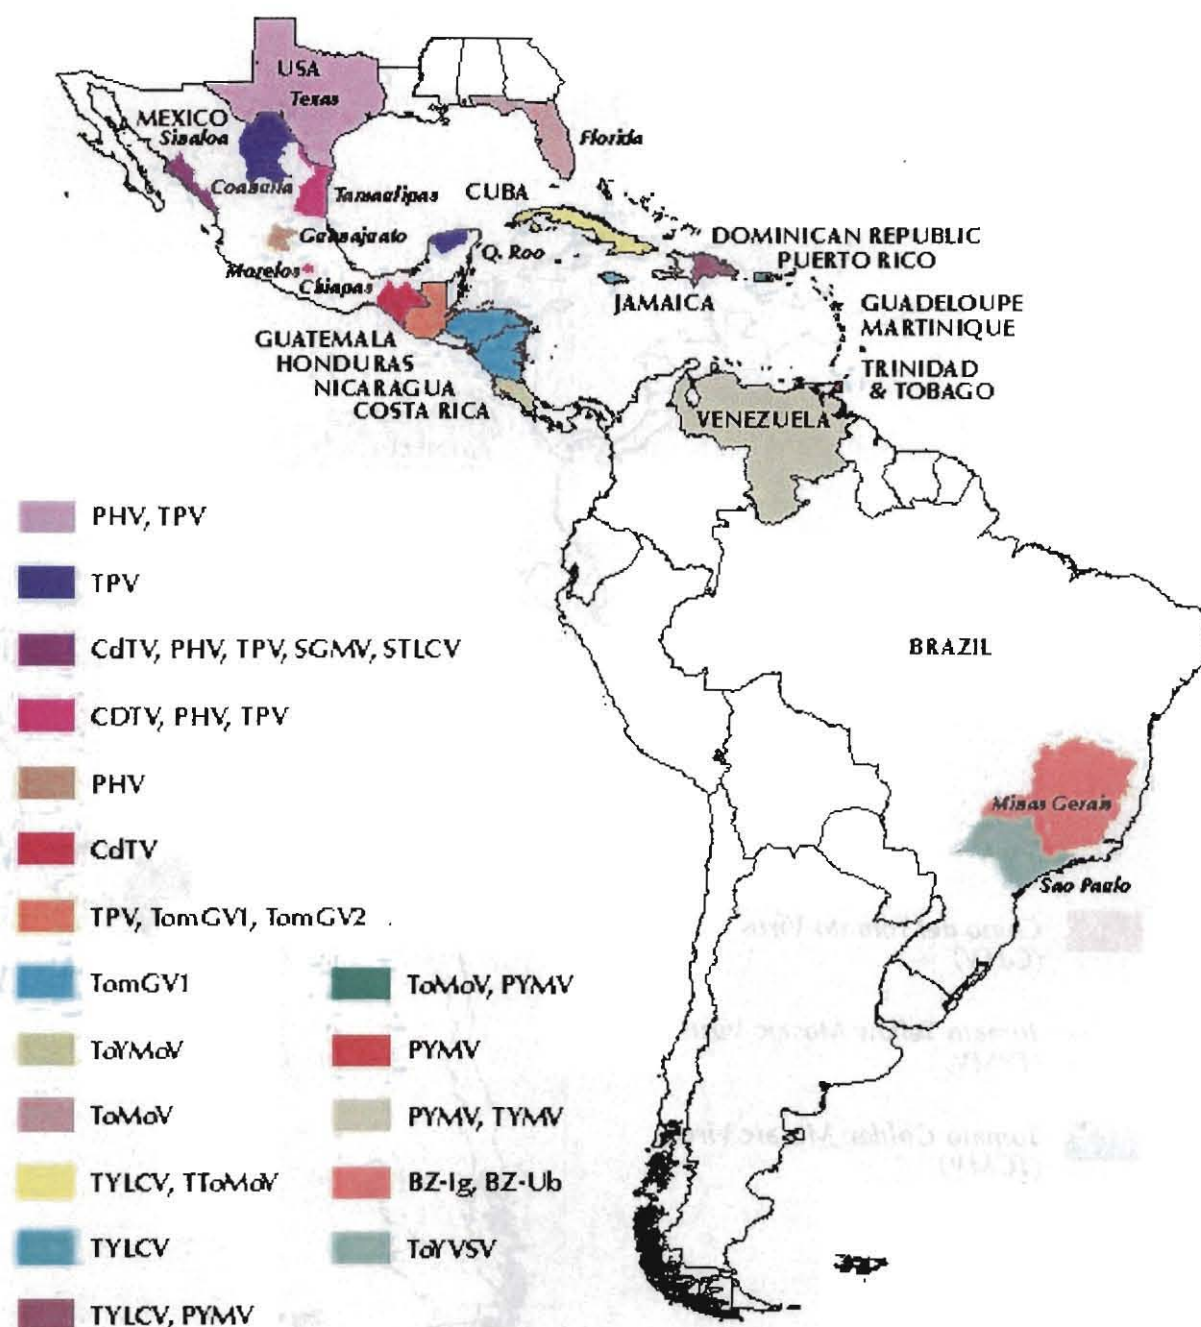 USA
Texas
MEXICO
Sinaloa
Florida
Coahuila
Tamaulipas
CUBA
Guanajuato
Q. Roo
DOMINICAN REPUBLIC
PUERTO RICO
Morelos
Chiapas
JAMAICA
GUADELOUPE
MARTINIQUE
GUATEMALA
HONDURAS
NICARAGUA
COSTA RICA
TRINIDAD
& TOBAGO
VENEZUELA
BRAZIL
Minas Gerais
Sao Paulo
PHV, TPV
TPV
CdTV, PHV, TPV, SGMV, STLCV
CDTV, PHV, TPV
PHV
CdTV
TPV, TomGV1, TomGV2
TomGV1
ToYMoV
ToMoV
TYLCV, TToMoV
TYLCV
TYLCV, PYMV
ToMoV, PYMV
PYMV
PYMV, TYMV
BZ-Ig, BZ-Ub
ToYVSV